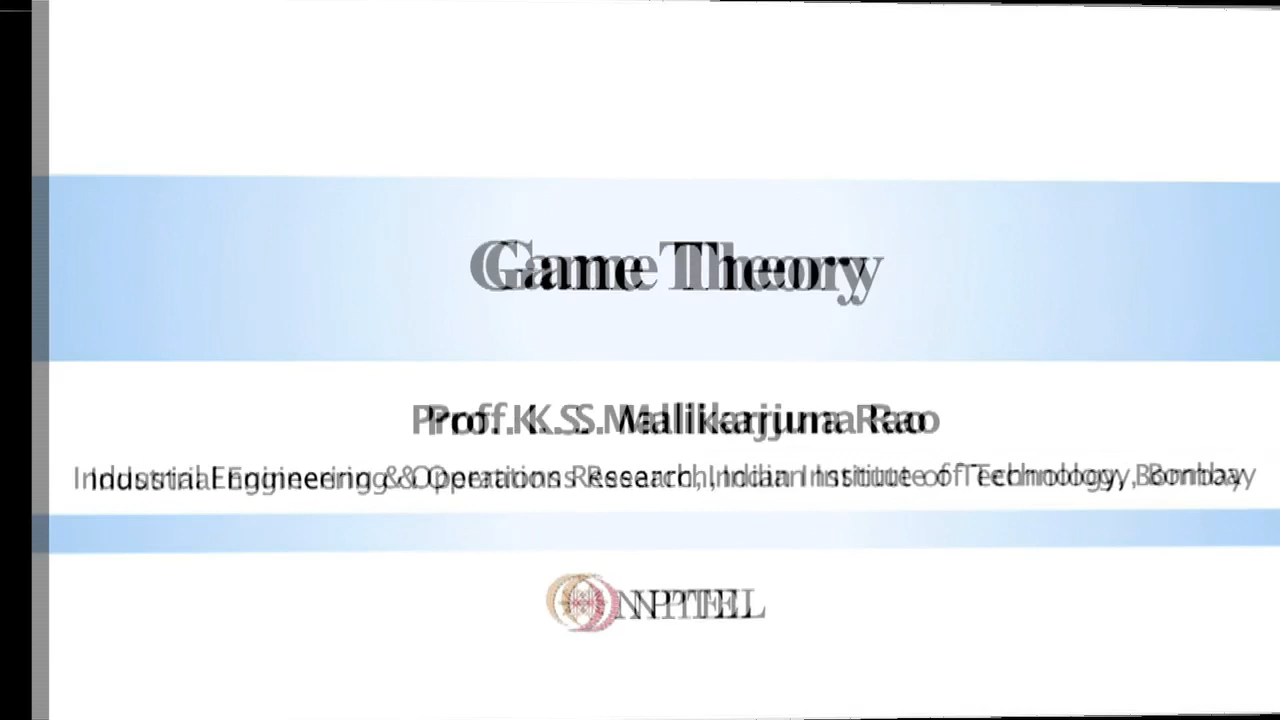 Game Theory
Prof. K. S. Mallikarjuna Rao
Industrial Engineering & Operations Research, Indian Institute of Technology, Bombay
NPTEL